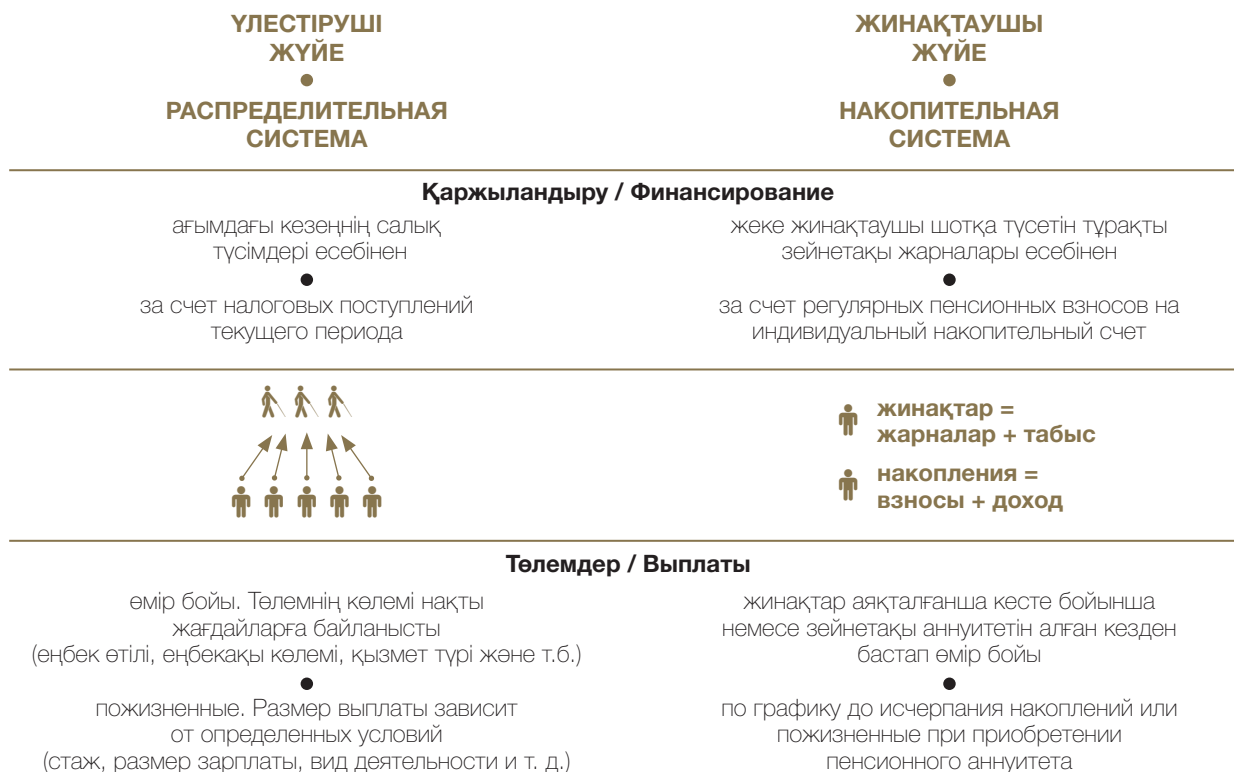 ҮЛЕСТІРУШІ
ЖҮЙЕ
●
РАСПРЕДЕЛИТЕЛЬНАЯ
СИСТЕМА
ЖИНАҚТАУШЫ
ЖҮЙЕ
●
НАКОПИТЕЛЬНАЯ
СИСТЕМА
Қаржыландыру / Финансирование
ағымдағы кезеңнің салық
түсімдері есебінен
●
за счет налоговых поступлений
текущего периода
жеке жинақтаушы шотқа түсетін тұрақты
зейнетақы жарналары есебінен
●
за счет регулярных пенсионных взносов на
индивидуальный накопительный счет
жинақтар =
жарналар + табыс
накопления =
взносы + доход
Төлемдер / Выплаты
өмір бойы. Төлемнің көлемі нақты
жағдайларға байланысты
(еңбек өтілі, еңбекақы көлемі, қызмет түрі және т.б.)
●
пожизненные. Размер выплаты зависит
от определенных условий
(стаж, размер зарплаты, вид деятельности и т. д.)
жинақтар аяқталғанша кесте бойынша
немесе зейнетақы аннуитетін алған кезден
бастап өмір бойы
●
по графику до исчерпания накоплений или
пожизненные при приобретении
пенсионного аннуитета